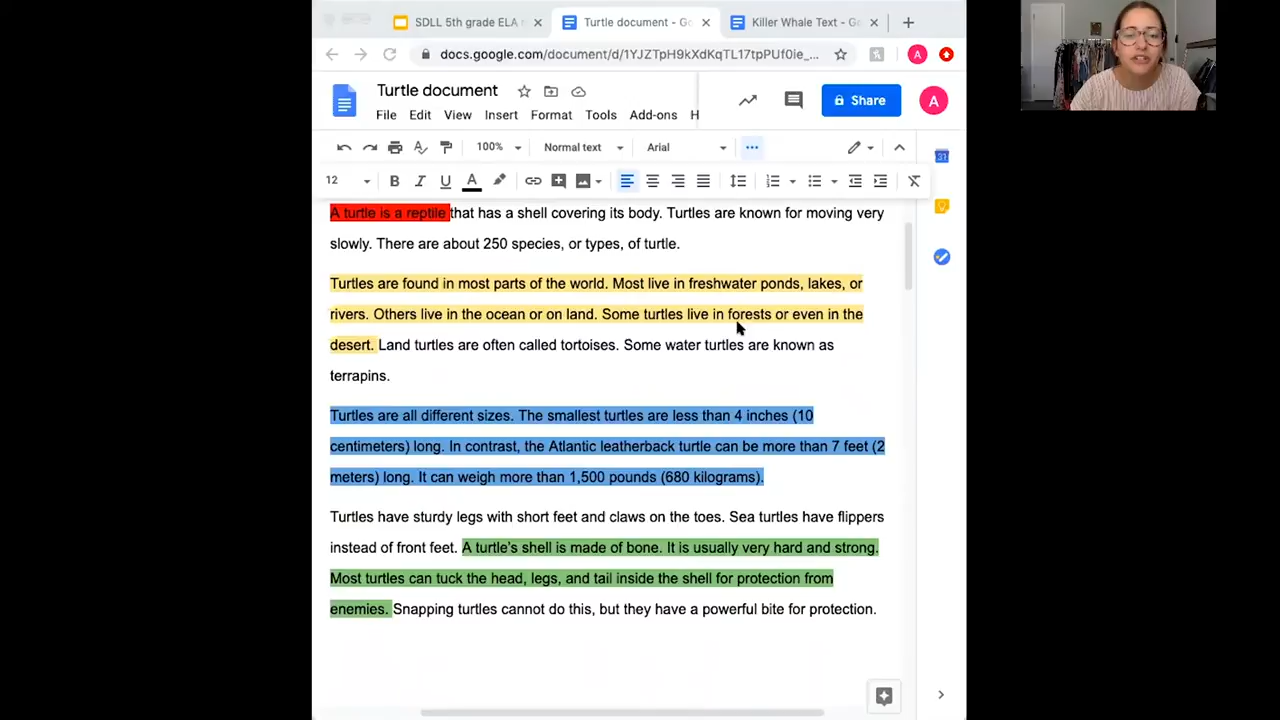 SDLL 5th grade ELA
Turtle document - Go
Killer Whale Text - Go
docs.google.com/document/d/1YJZTpH9kXdKqTL17tpPUf0ie_...
A
Turtle document
Share
A
File Edit View Insert Format Tools Add-ons H
100% Normal text Arial
12 B I U A
A turtle is a reptile that has a shell covering its body. Turtles are known for moving very
slowly. There are about 250 species, or types, of turtle.
Turtles are found in most parts of the world. Most live in freshwater ponds, lakes, or
rivers. Others live in the ocean or on land. Some turtles live in forests or even in the
desert. Land turtles are often called tortoises. Some water turtles are known as
terrapins.
Turtles are all different sizes. The smallest turtles are less than 4 inches (10
centimeters) long. In contrast, the Atlantic leatherback turtle can be more than 7 feet (2
meters) long. It can weigh more than 1,500 pounds (680 kilograms).
Turtles have sturdy legs with short feet and claws on the toes. Sea turtles have flippers
instead of front feet. A turtle's shell is made of bone. It is usually very hard and strong.
Most turtles can tuck the head, legs, and tail inside the shell for protection from
enemies. Snapping turtles cannot do this, but they have a powerful bite for protection.